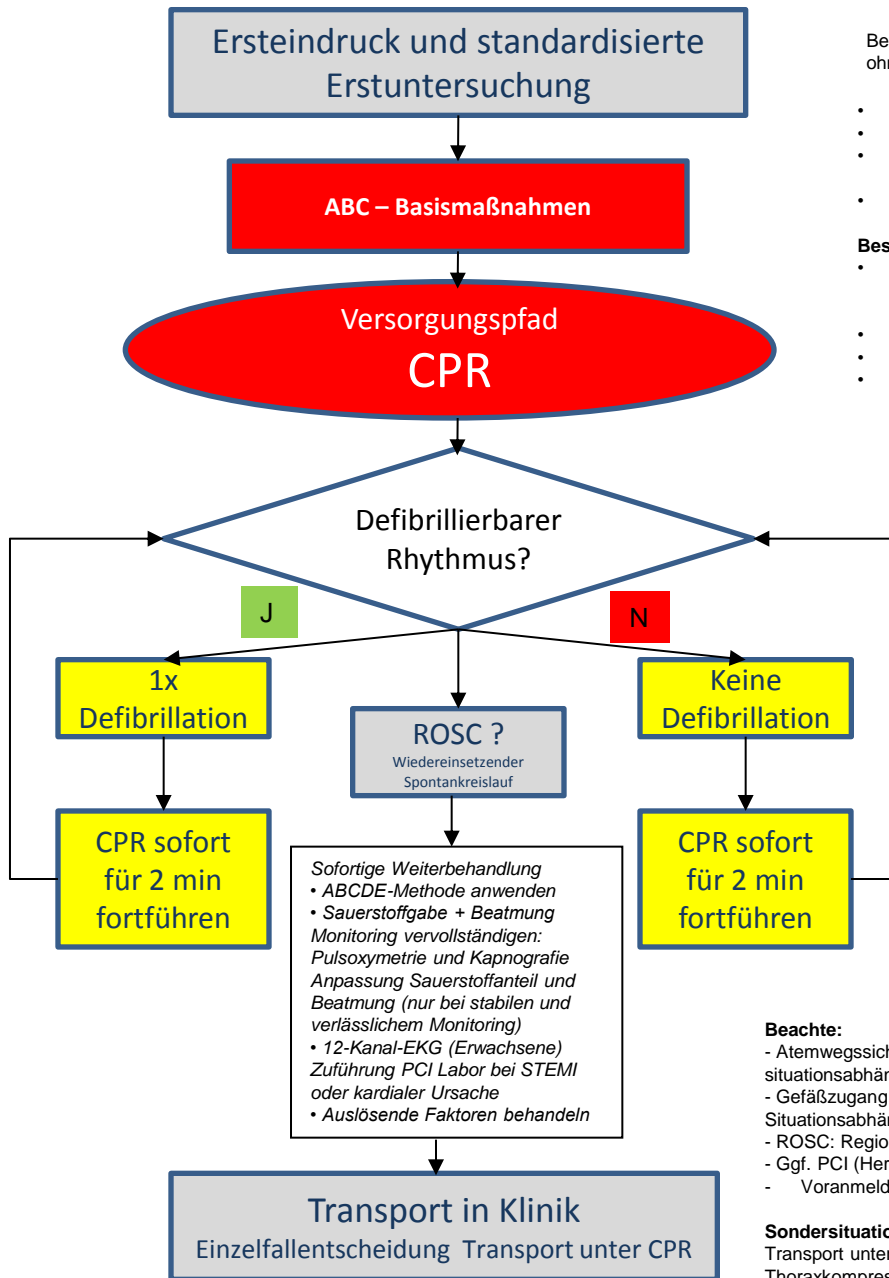 Ersteindruck und standardisierte
Erstuntersuchung
ABC – Basismaßnahmen
Versorgungspfad
CPR
Defibrillierbarer
Rhythmus?
J
N
1x
Defibrillation
Keine
Defibrillation
ROSC ?
Wiedereinsetzender
Spontankreislauf
CPR sofort
für 2 min
fortführen
CPR sofort
für 2 min
fortführen
Sofortige Weiterbehandlung
• ABCDE-Methode anwenden
• Sauerstoffgabe + Beatmung
Monitoring vervollständigen:
Pulsoxymetrie und Kapnografie
Anpassung Sauerstoffanteil und
Beatmung (nur bei stabilen und
verlässlichem Monitoring)
• 12-Kanal-EKG (Erwachsene)
Zuführung PCI Labor bei STEMI
oder kardialer Ursache
• Auslösende Faktoren behandeln
Transport in Klinik
Einzelfallentscheidung Transport unter CPR
Beachte:
-
- Gefäßzugang
- ROSC:
- Ggf. PCI
-
Transport unter